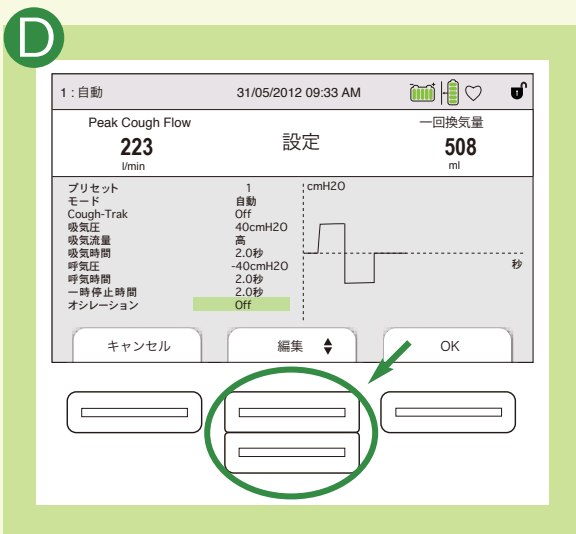 D
1 : 自動 31/05/2012 09:33 AM
Peak Cough Flow
223
l/min
設定
一回換気量
508
ml
プリセット 1
モード 自動
Cough-Trak Off
吸気圧 40cmH2O
吸気流量 高
吸気時間 2.0秒
呼気圧 -40cmH2O
呼気時間 2.0秒
一時停止時間 2.0秒
オシレーション Off
cmH2O
秒
キャンセル 編集 OK